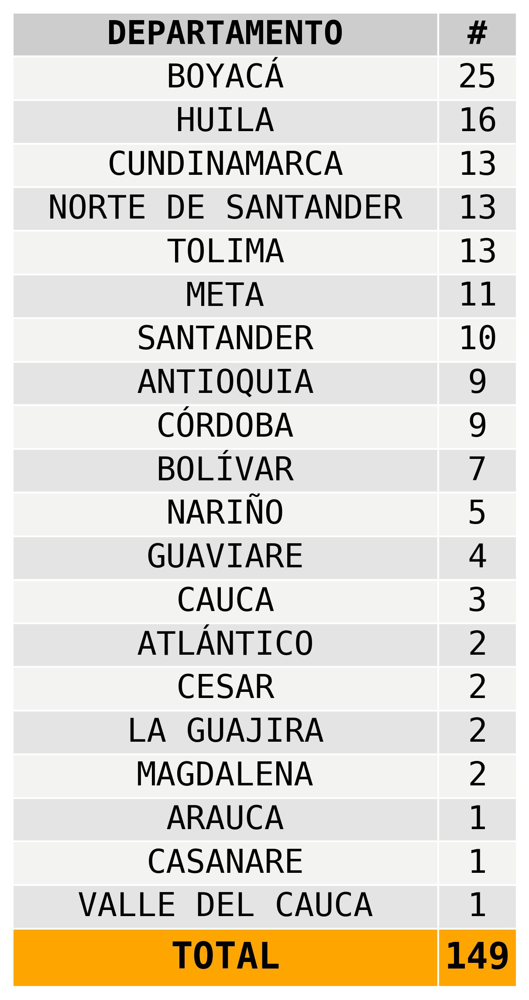 DEPARTAMENTO #
BOYACÁ 25
HUILA 16
CUNDINAMARCA 13
NORTE DE SANTANDER 13
TOLIMA 13
META 11
SANTANDER 10
ANTIOQUIA 9
CÓRDOBA 9
BOLÍVAR 7
NARIÑO 5
GUAVIARE 4
CAUCA 3
ATLÁNTICO 2
CESAR 2
LA GUAJIRA 2
MAGDALENA 2
ARAUCA 1
CASANARE 1
VALLE DEL CAUCA 1
TOTAL 149